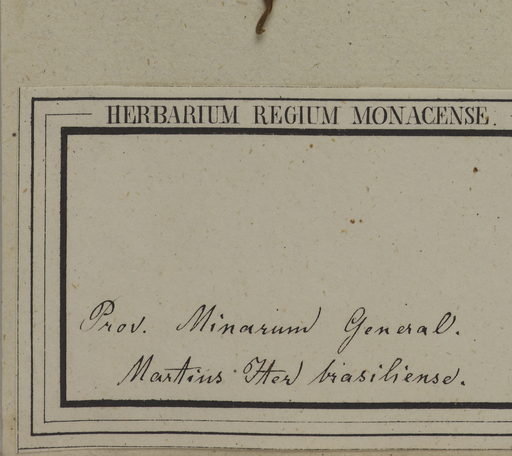 HERBARIUM REGIUM MONACENSE.
Prov. Minarum General.
Martius Iter brasiliense.